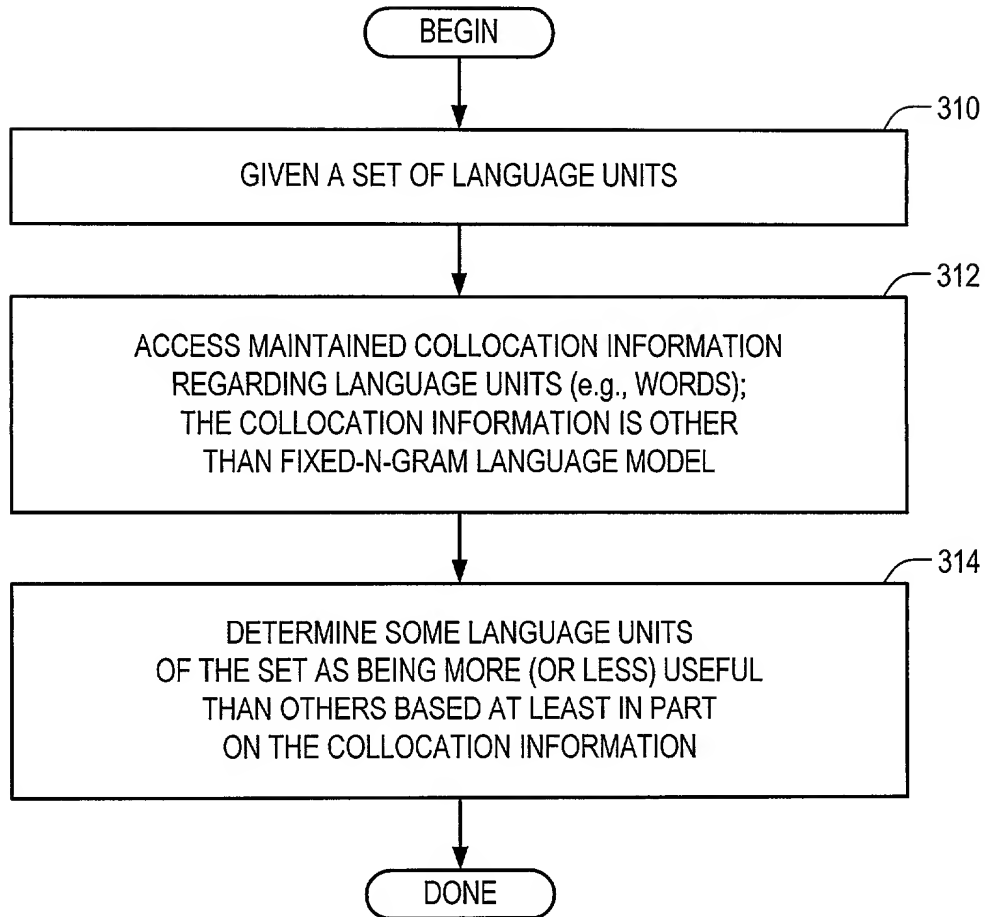 BEGIN
310
GIVEN A SET OF LANGUAGE UNITS
312
ACCESS MAINTAINED COLLOCATION INFORMATION
REGARDING LANGUAGE UNITS (e.g., WORDS);
THE COLLOCATION INFORMATION IS OTHER
THAN FIXED-N-GRAM LANGUAGE MODEL
314
DETERMINE SOME LANGUAGE UNITS
OF THE SET AS BEING MORE (OR LESS) USEFUL
THAN OTHERS BASED AT LEAST IN PART
ON THE COLLOCATION INFORMATION
DONE